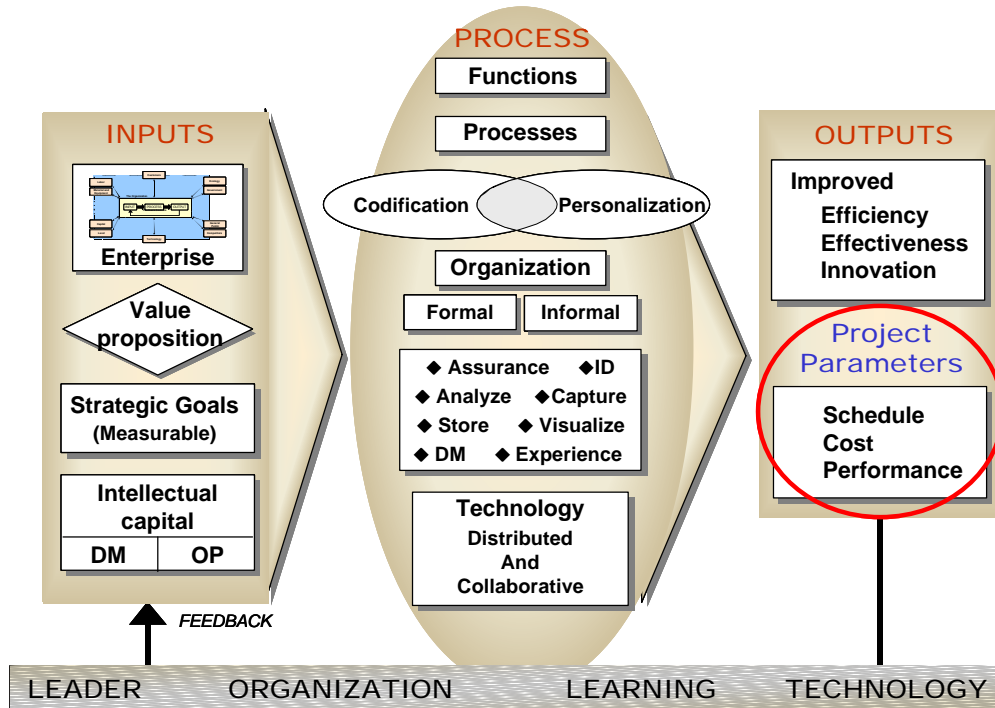 INPUTS
Enterprise
Value
proposition
Strategic Goals
(Measurable)
Intellectual
capital
DM OP
FEEDBACK
PROCESS
Functions
Processes
Codification Personalization
Organization
Formal Informal
◆ Assurance ◆ ID
◆ Analyze ◆ Capture
◆ Store ◆ Visualize
◆ DM ◆ Experience
Technology
Distributed
And
Collaborative
OUTPUTS
Improved
Efficiency
Effectiveness
Innovation
Project
Parameters
Schedule
Cost
Performance
LEADER ORGANIZATION LEARNING TECHNOLOGY